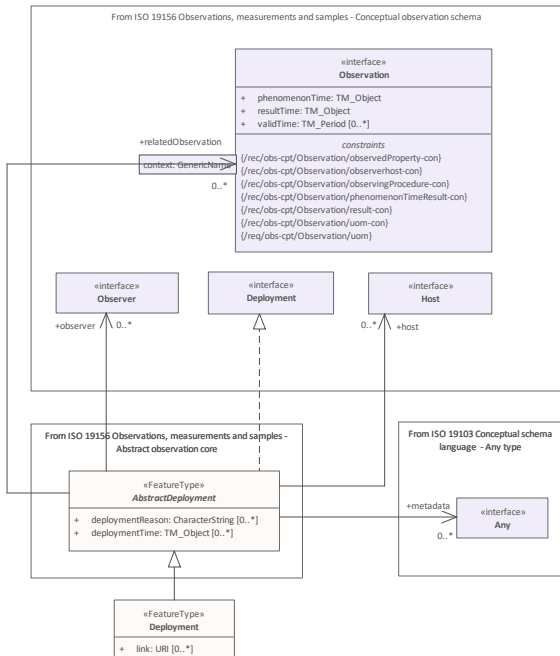 From ISO 19156 Observations, measurements and samples - Conceptual observation schema
«interface»
Observation
+ phenomenonTime: TM_Object
+ resultTime: TM_Object
+ validTime: TM_Period [0..*]
constraints
{/rec/obs-cpt/Observation/observedProperty-con}
{/rec/obs-cpt/Observation/observerhost-con}
{/rec/obs-cpt/Observation/observingProcedure-con}
{/rec/obs-cpt/Observation/phenomenonTimeResult-con}
{/rec/obs-cpt/Observation/result-con}
{/rec/obs-cpt/Observation/uom-con}
{/req/obs-cpt/Observation/uom}
+relatedObservation
context: GenericName
0..*
«interface»
Observer
«interface»
Deployment
«interface»
Host
+observer 0..*
0..* +host
From ISO 19156 Observations, measurements and samples -
Abstract observation core
From ISO 19103 Conceptual schema
language - Any type
«FeatureType»
AbstractDeployment
+ deploymentReason: CharacterString [0..*]
+ deploymentTime: TM_Object [0..*]
+metadata
0..*
«interface»
Any
«FeatureType»
Deployment
+ link: URI [0..*]